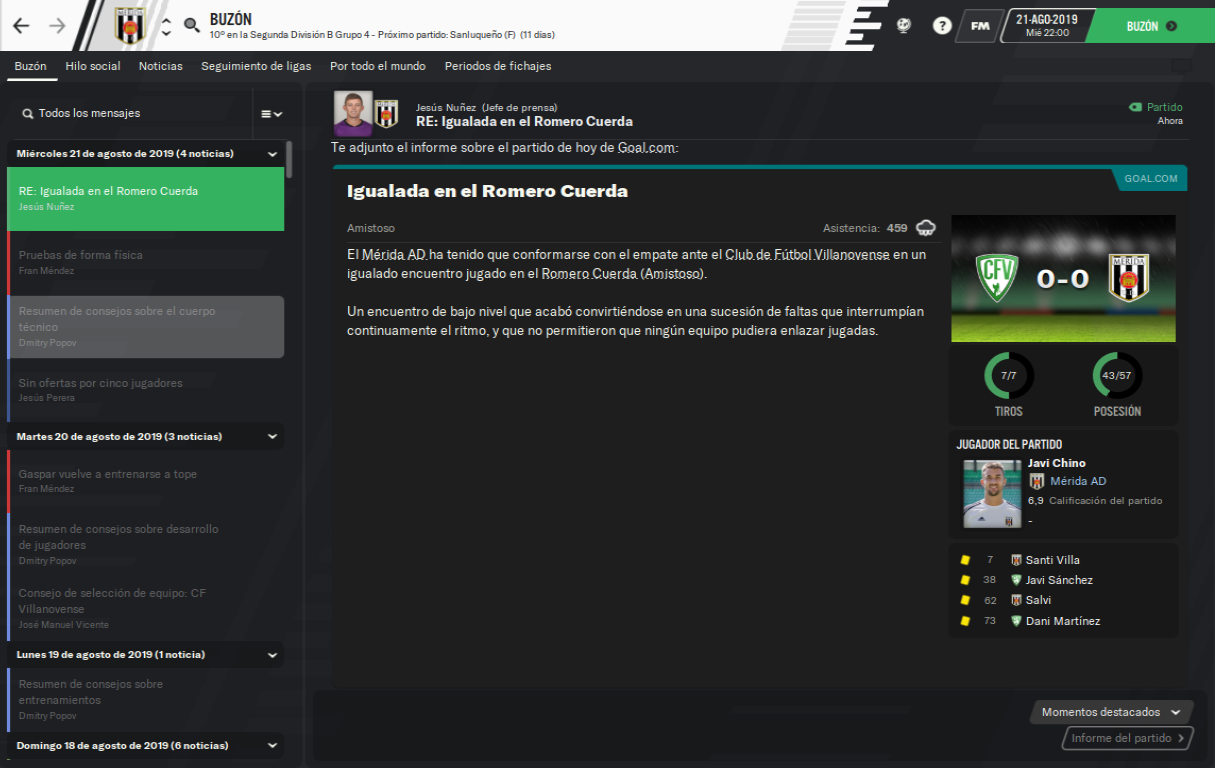 BUZÓN
10º en la Segunda División B Grupo 4 - Próximo partido: Sanluqueño (F) (11 días)
FM
21-AGO-2019
Mié 22:00
BUZÓN
Buzón Hilo social Noticias Seguimiento de ligas Por todo el mundo Periodos de fichajes
Todos los mensajes
Miércoles 21 de agosto de 2019 (4 noticias)
RE: Igualada en el Romero Cuerda
Jesús Nuñez
Pruebas de forma física
Fran Méndez
Resumen de consejos sobre el cuerpo
técnico
Dmitry Popov
Sin ofertas por cinco jugadores
Jesús Perera
Martes 20 de agosto de 2019 (3 noticias)
Gaspar vuelve a entrenarse a tope
Fran Méndez
Resumen de consejos sobre desarrollo
de jugadores
Dmitry Popov
Consejo de selección de equipo: CF
Villanovense
José Manuel Vicente
Lunes 19 de agosto de 2019 (1 noticia)
Resumen de consejos sobre
entrenamientos
Dmitry Popov
Domingo 18 de agosto de 2019 (6 noticias)
Jesús Nuñez (Jefe de prensa)
RE: Igualada en el Romero Cuerda
Partido
Ahora
Te adjunto el informe sobre el partido de hoy de Goal.com:
GOAL.COM
Igualada en el Romero Cuerda
Amistoso
Asistencia: 459
El Mérida AD ha tenido que conformarse con el empate ante el Club de Fútbol Villanovense en un
igualado encuentro jugado en el Romero Cuerda (Amistoso).
Un encuentro de bajo nivel que acabó convirtiéndose en una sucesión de faltas que interrumpían
continuamente el ritmo, y que no permitieron que ningún equipo pudiera enlazar jugadas.
CFV
0-0
MÉRIDA
7/7
43/57
TIROS
POSESIÓN
JUGADOR DEL PARTIDO
Javi Chino
Mérida AD
6,9 Calificación del partido
-
7 Santi Villa
38 Javi Sánchez
62 Salvi
73 Dani Martínez
Momentos destacados
Informe del partido